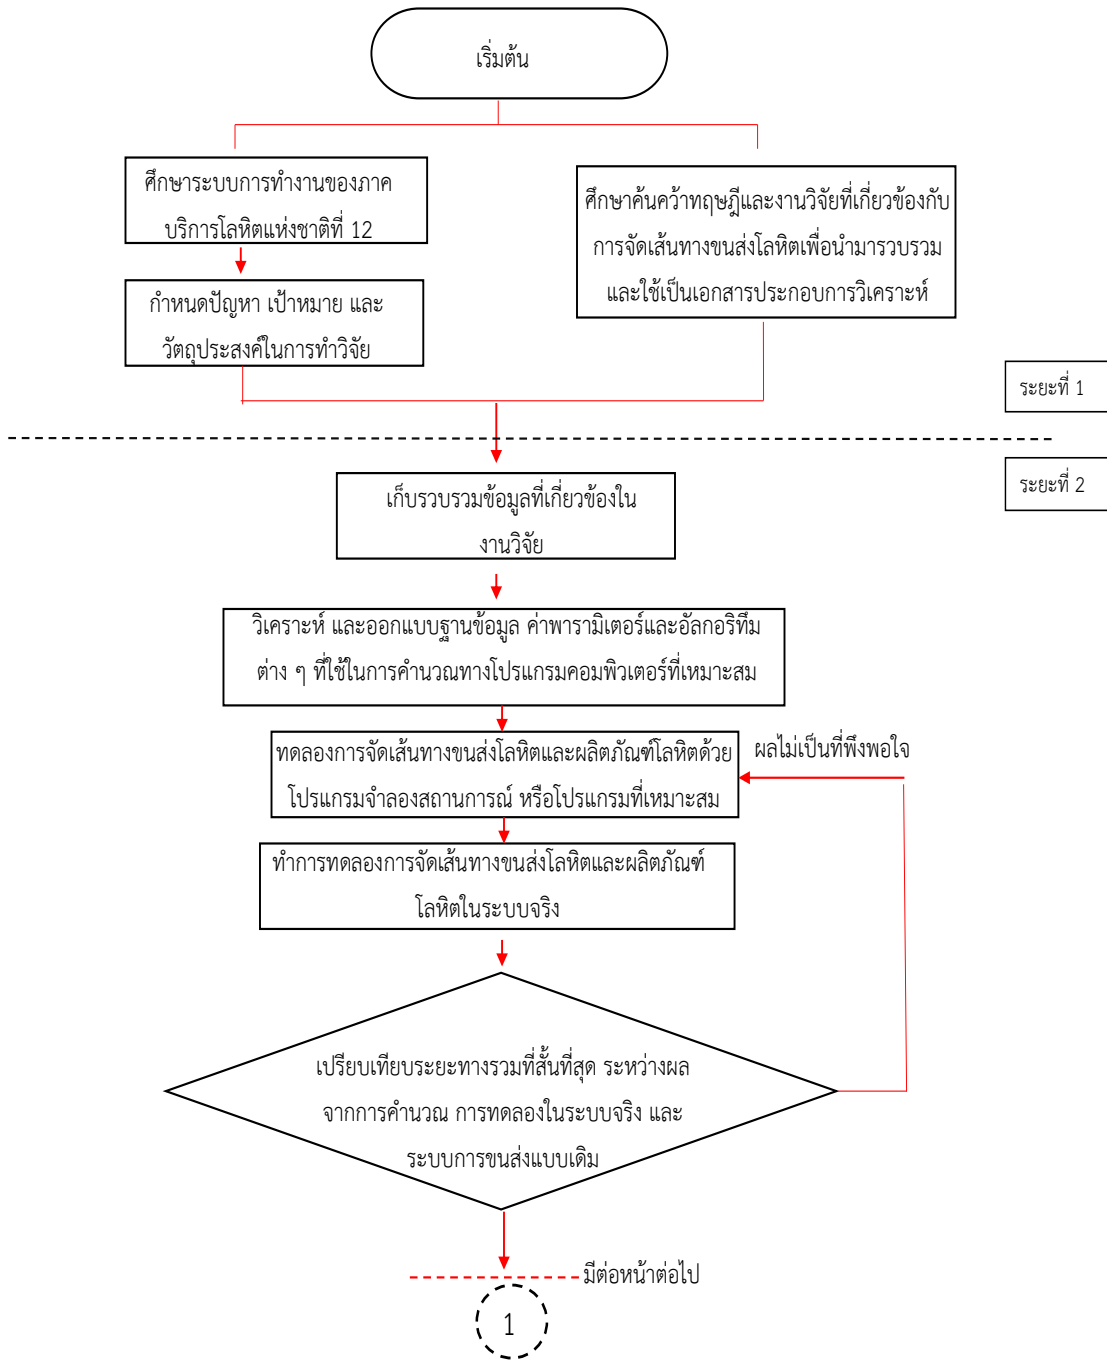 เริ่มต้น
ศึกษาระบบการทำงานของภาค
บริการโลหิตแห่งชาติที่ 12
ศึกษาค้นคว้าทฤษฎีและงานวิจัยที่เกี่ยวข้องกับ
การจัดเส้นทางขนส่งโลหิตเพื่อนำมารวบรวม
และใช้เป็นเอกสารประกอบการวิเคราะห์
กำหนดปัญหา เป้าหมาย และ
วัตถุประสงค์ในการทำวิจัย
ระยะที่ 1
ระยะที่ 2
เก็บรวบรวมข้อมูลที่เกี่ยวข้องใน
งานวิจัย
วิเคราะห์ และออกแบบฐานข้อมูล ค่าพารามิเตอร์และอัลกอริทึม
ต่าง ๆ ที่ใช้ในการคำนวณทางโปรแกรมคอมพิวเตอร์ที่เหมาะสม
ทดลองการจัดเส้นทางขนส่งโลหิตและผลิตภัณฑ์โลหิตด้วย
โปรแกรมจำลองสถานการณ์ หรือโปรแกรมที่เหมาะสม
ผลไม่เป็นที่พึงพอใจ
ทำการทดลองการจัดเส้นทางขนส่งโลหิตและผลิตภัณฑ์
โลหิตในระบบจริง
เปรียบเทียบระยะทางรวมที่สั้นที่สุด ระหว่างผล
จากการคำนวณ การทดลองในระบบจริง และ
ระบบการขนส่งแบบเดิม
มีต่อหน้าต่อไป
1